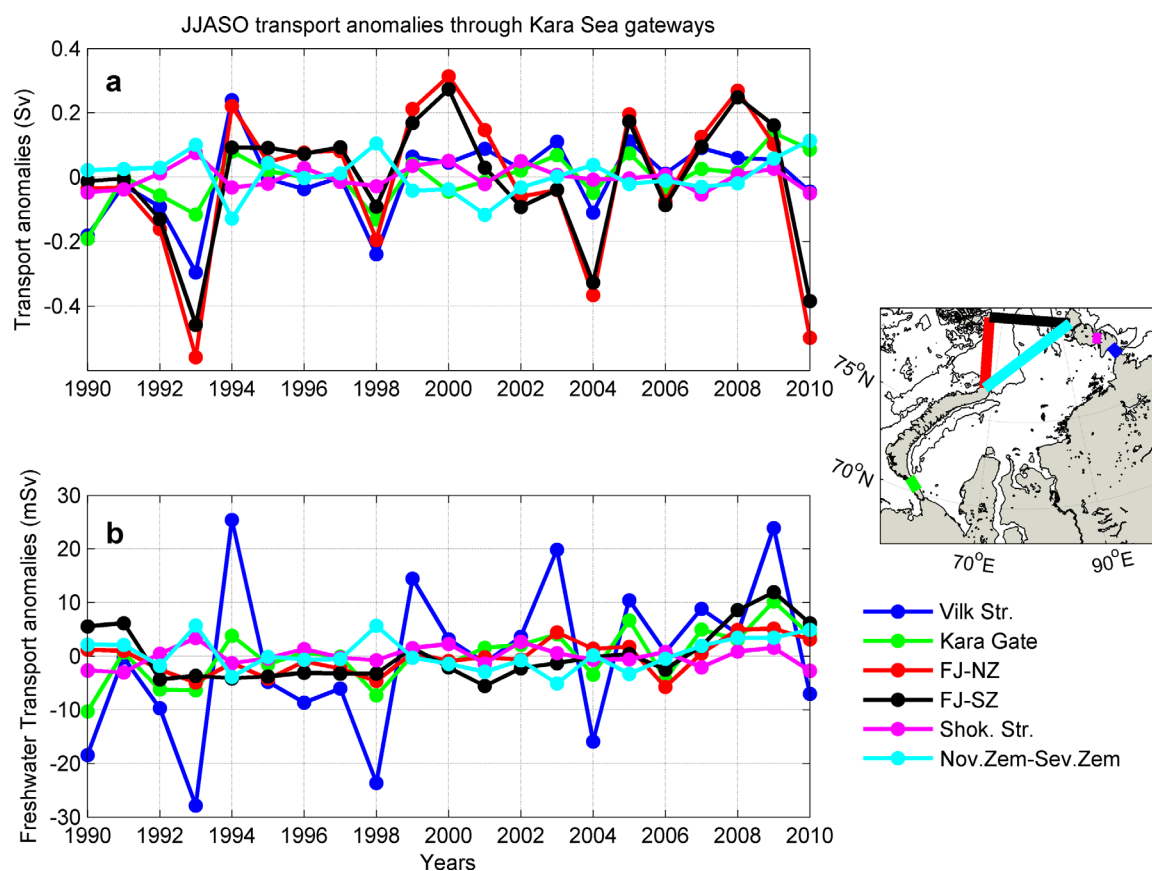 JJASO transport anomalies through Kara Sea gateways
a
Transport anomalies (Sv)
0.4
0.2
0
-0.2
-0.4
1990 1992 1994 1996 1998 2000 2002 2004 2006 2008 2010
75°N
70°N
70°E
90°E
b
Freshwater Transport anomalies (mSv)
30
20
10
0
-10
-20
-30
1990 1992 1994 1996 1998 2000 2002 2004 2006 2008 2010
Years
Vilk Str.
Kara Gate
FJ-NZ
FJ-SZ
Shok. Str.
Nov.Zem-Sev.Zem